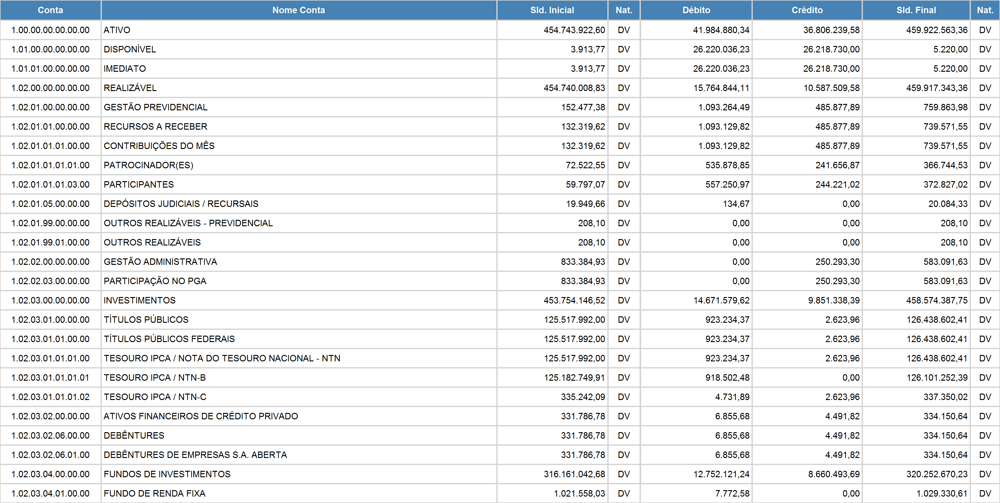 Conta Nome Conta Sld. Inicial Nat. Débito Crédito Sld. Final Nat.
1.00.00.00.00.00.00 ATIVO 454.743.922,60 DV 41.984.880,34 36.806.239,58 459.922.563,36 DV
1.01.00.00.00.00.00 DISPONÍVEL 3.913,77 DV 26.220.036,23 26.218.730,00 5.220,00 DV
1.01.01.00.00.00.00 IMEDIATO 3.913,77 DV 26.220.036,23 26.218.730,00 5.220,00 DV
1.02.00.00.00.00.00 REALIZÁVEL 454.740.008,83 DV 15.764.844,11 10.587.509,58 459.917.343,36 DV
1.02.01.00.00.00.00 GESTÃO PREVIDENCIAL 152.477,38 DV 1.093.264,49 485.877,89 759.863,98 DV
1.02.01.01.00.00.00 RECURSOS A RECEBER 132.319,62 DV 1.093.129,82 485.877,89 739.571,55 DV
1.02.01.01.01.00.00 CONTRIBUIÇÕES DO MÊS 132.319,62 DV 1.093.129,82 485.877,89 739.571,55 DV
1.02.01.01.01.01.00 PATROCINADOR(ES) 72.522,55 DV 535.878,85 241.656,87 366.744,53 DV
1.02.01.01.01.03.00 PARTICIPANTES 59.797,07 DV 557.250,97 244.221,02 372.827,02 DV
1.02.01.05.00.00.00 DEPÓSITOS JUDICIAIS / RECURSAIS 19.949,66 DV 134,67 0,00 20.084,33 DV
1.02.01.99.00.00.00 OUTROS REALIZÁVEIS - PREVIDENCIAL 208,10 DV 0,00 0,00 208,10 DV
1.02.01.99.01.00.00 OUTROS REALIZÁVEIS 208,10 DV 0,00 0,00 208,10 DV
1.02.02.00.00.00.00 GESTÃO ADMINISTRATIVA 833.384,93 DV 0,00 250.293,30 583.091,63 DV
1.02.02.03.00.00.00 PARTICIPAÇÃO NO PGA 833.384,93 DV 0,00 250.293,30 583.091,63 DV
1.02.03.00.00.00.00 INVESTIMENTOS 453.754.146,52 DV 14.671.579,62 9.851.338,39 458.574.387,75 DV
1.02.03.01.00.00.00 TÍTULOS PÚBLICOS 125.517.992,00 DV 923.234,37 2.623,96 126.438.602,41 DV
1.02.03.01.01.00.00 TÍTULOS PÚBLICOS FEDERAIS 125.517.992,00 DV 923.234,37 2.623,96 126.438.602,41 DV
1.02.03.01.01.01.00 TESOURO IPCA / NOTA DO TESOURO NACIONAL - NTN 125.517.992,00 DV 923.234,37 2.623,96 126.438.602,41 DV
1.02.03.01.01.01.01 TESOURO IPCA / NTN-B 125.182.749,91 DV 918.502,48 0,00 126.101.252,39 DV
1.02.03.01.01.01.02 TESOURO IPCA / NTN-C 335.242,09 DV 4.731,89 2.623,96 337.350,02 DV
1.02.03.02.00.00.00 ATIVOS FINANCEIROS DE CRÉDITO PRIVADO 331.786,78 DV 6.855,68 4.491,82 334.150,64 DV
1.02.03.02.06.00.00 DEBÊNTURES 331.786,78 DV 6.855,68 4.491,82 334.150,64 DV
1.02.03.02.06.01.00 DEBÊNTURES DE EMPRESAS S.A. ABERTA 331.786,78 DV 6.855,68 4.491,82 334.150,64 DV
1.02.03.04.00.00.00 FUNDOS DE INVESTIMENTOS 316.161.042,68 DV 12.752.121,24 8.660.493,69 320.252.670,23 DV
1.02.03.04.01.00.00 FUNDO DE RENDA FIXA 1.021.558,03 DV 7.772,58 0,00 1.029.330,61 DV